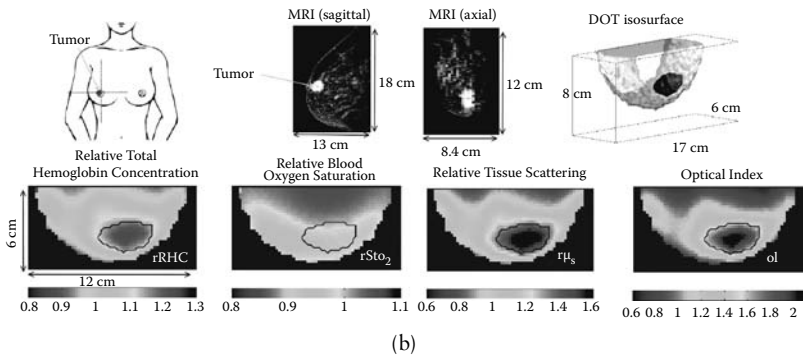 MRI (sagittal)
MRI (axial)
DOT isosurface
Tumor
Tumor
18 cm
12 cm
8 cm
6 cm
13 cm
8.4 cm
17 cm
Relative Total
Hemoglobin Concentration
Relative Blood
Oxygen Saturation
Relative Tissue Scattering
Optical Index
6 cm
rRHC
rSto₂
rμₛ
ol
12 cm
0.8 0.9 1 1.1 1.2 1.3
0.8 0.9 1 1.1
0.6 0.8 1 1.2 1.4 1.6
0.6 0.8 1 1.2 1.4 1.6 1.8 2
(b)